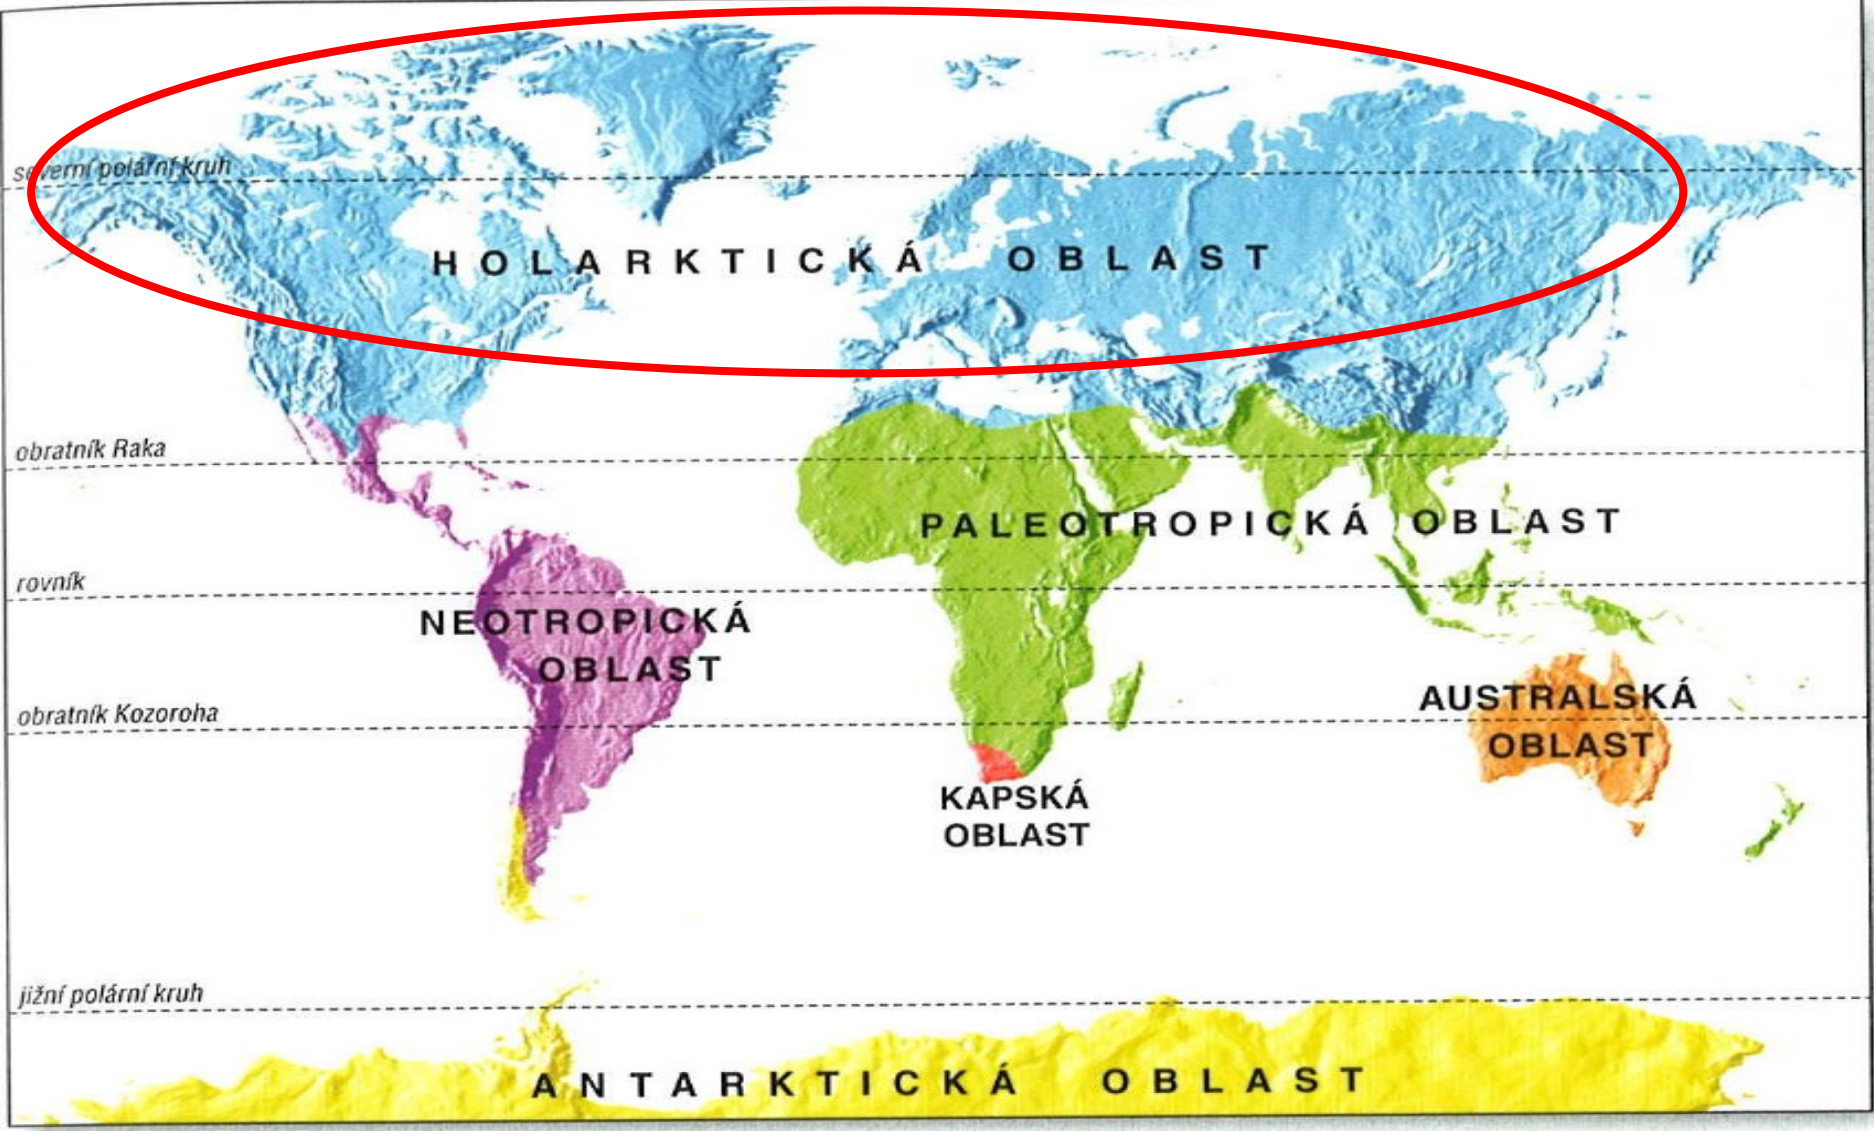 severní polární kruh
HOLARKTICKÁ OBLAST
obratník Raka
PALEOTROPICKÁ OBLAST
rovník
NEOTROPICKÁ
OBLAST
AUSTRALSKÁ
OBLAST
obratník Kozoroha
KAPSKÁ
OBLAST
jižní polární kruh
ANTARKTICKÁ OBLAST